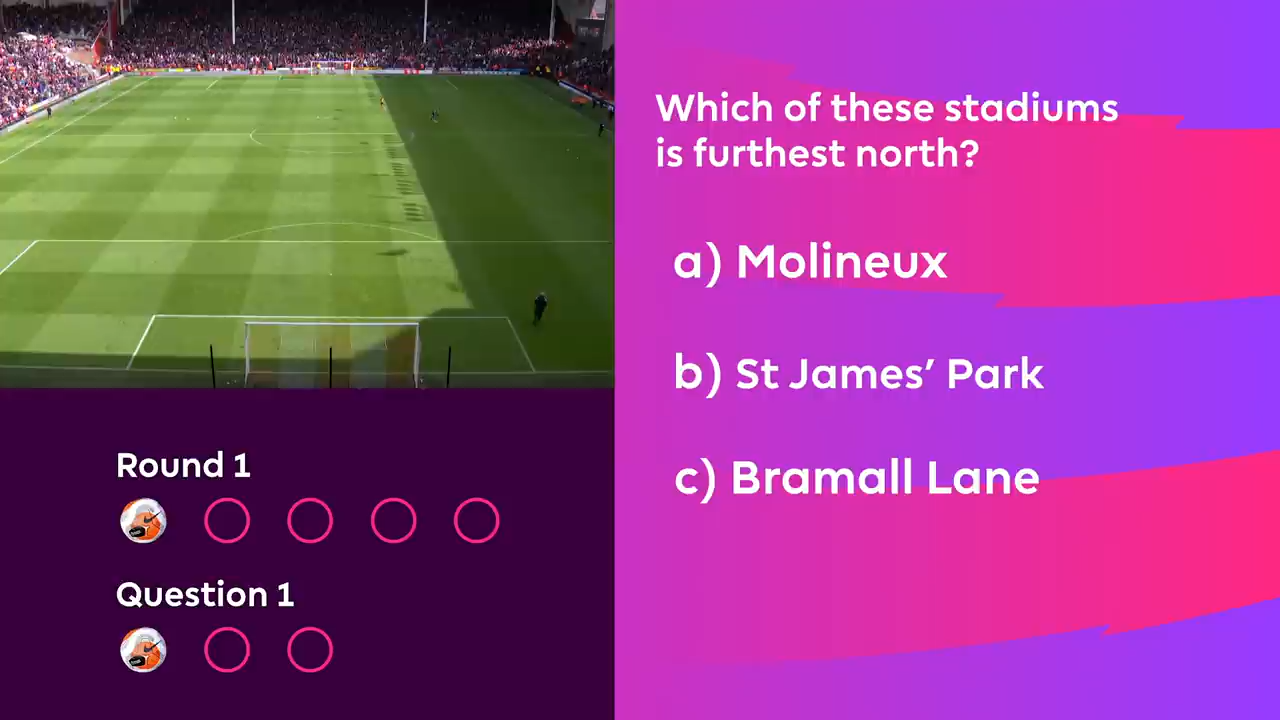 Which of these stadiums
is furthest north?
a) Molineux
b) St James’ Park
c) Bramall Lane
Round 1
Question 1